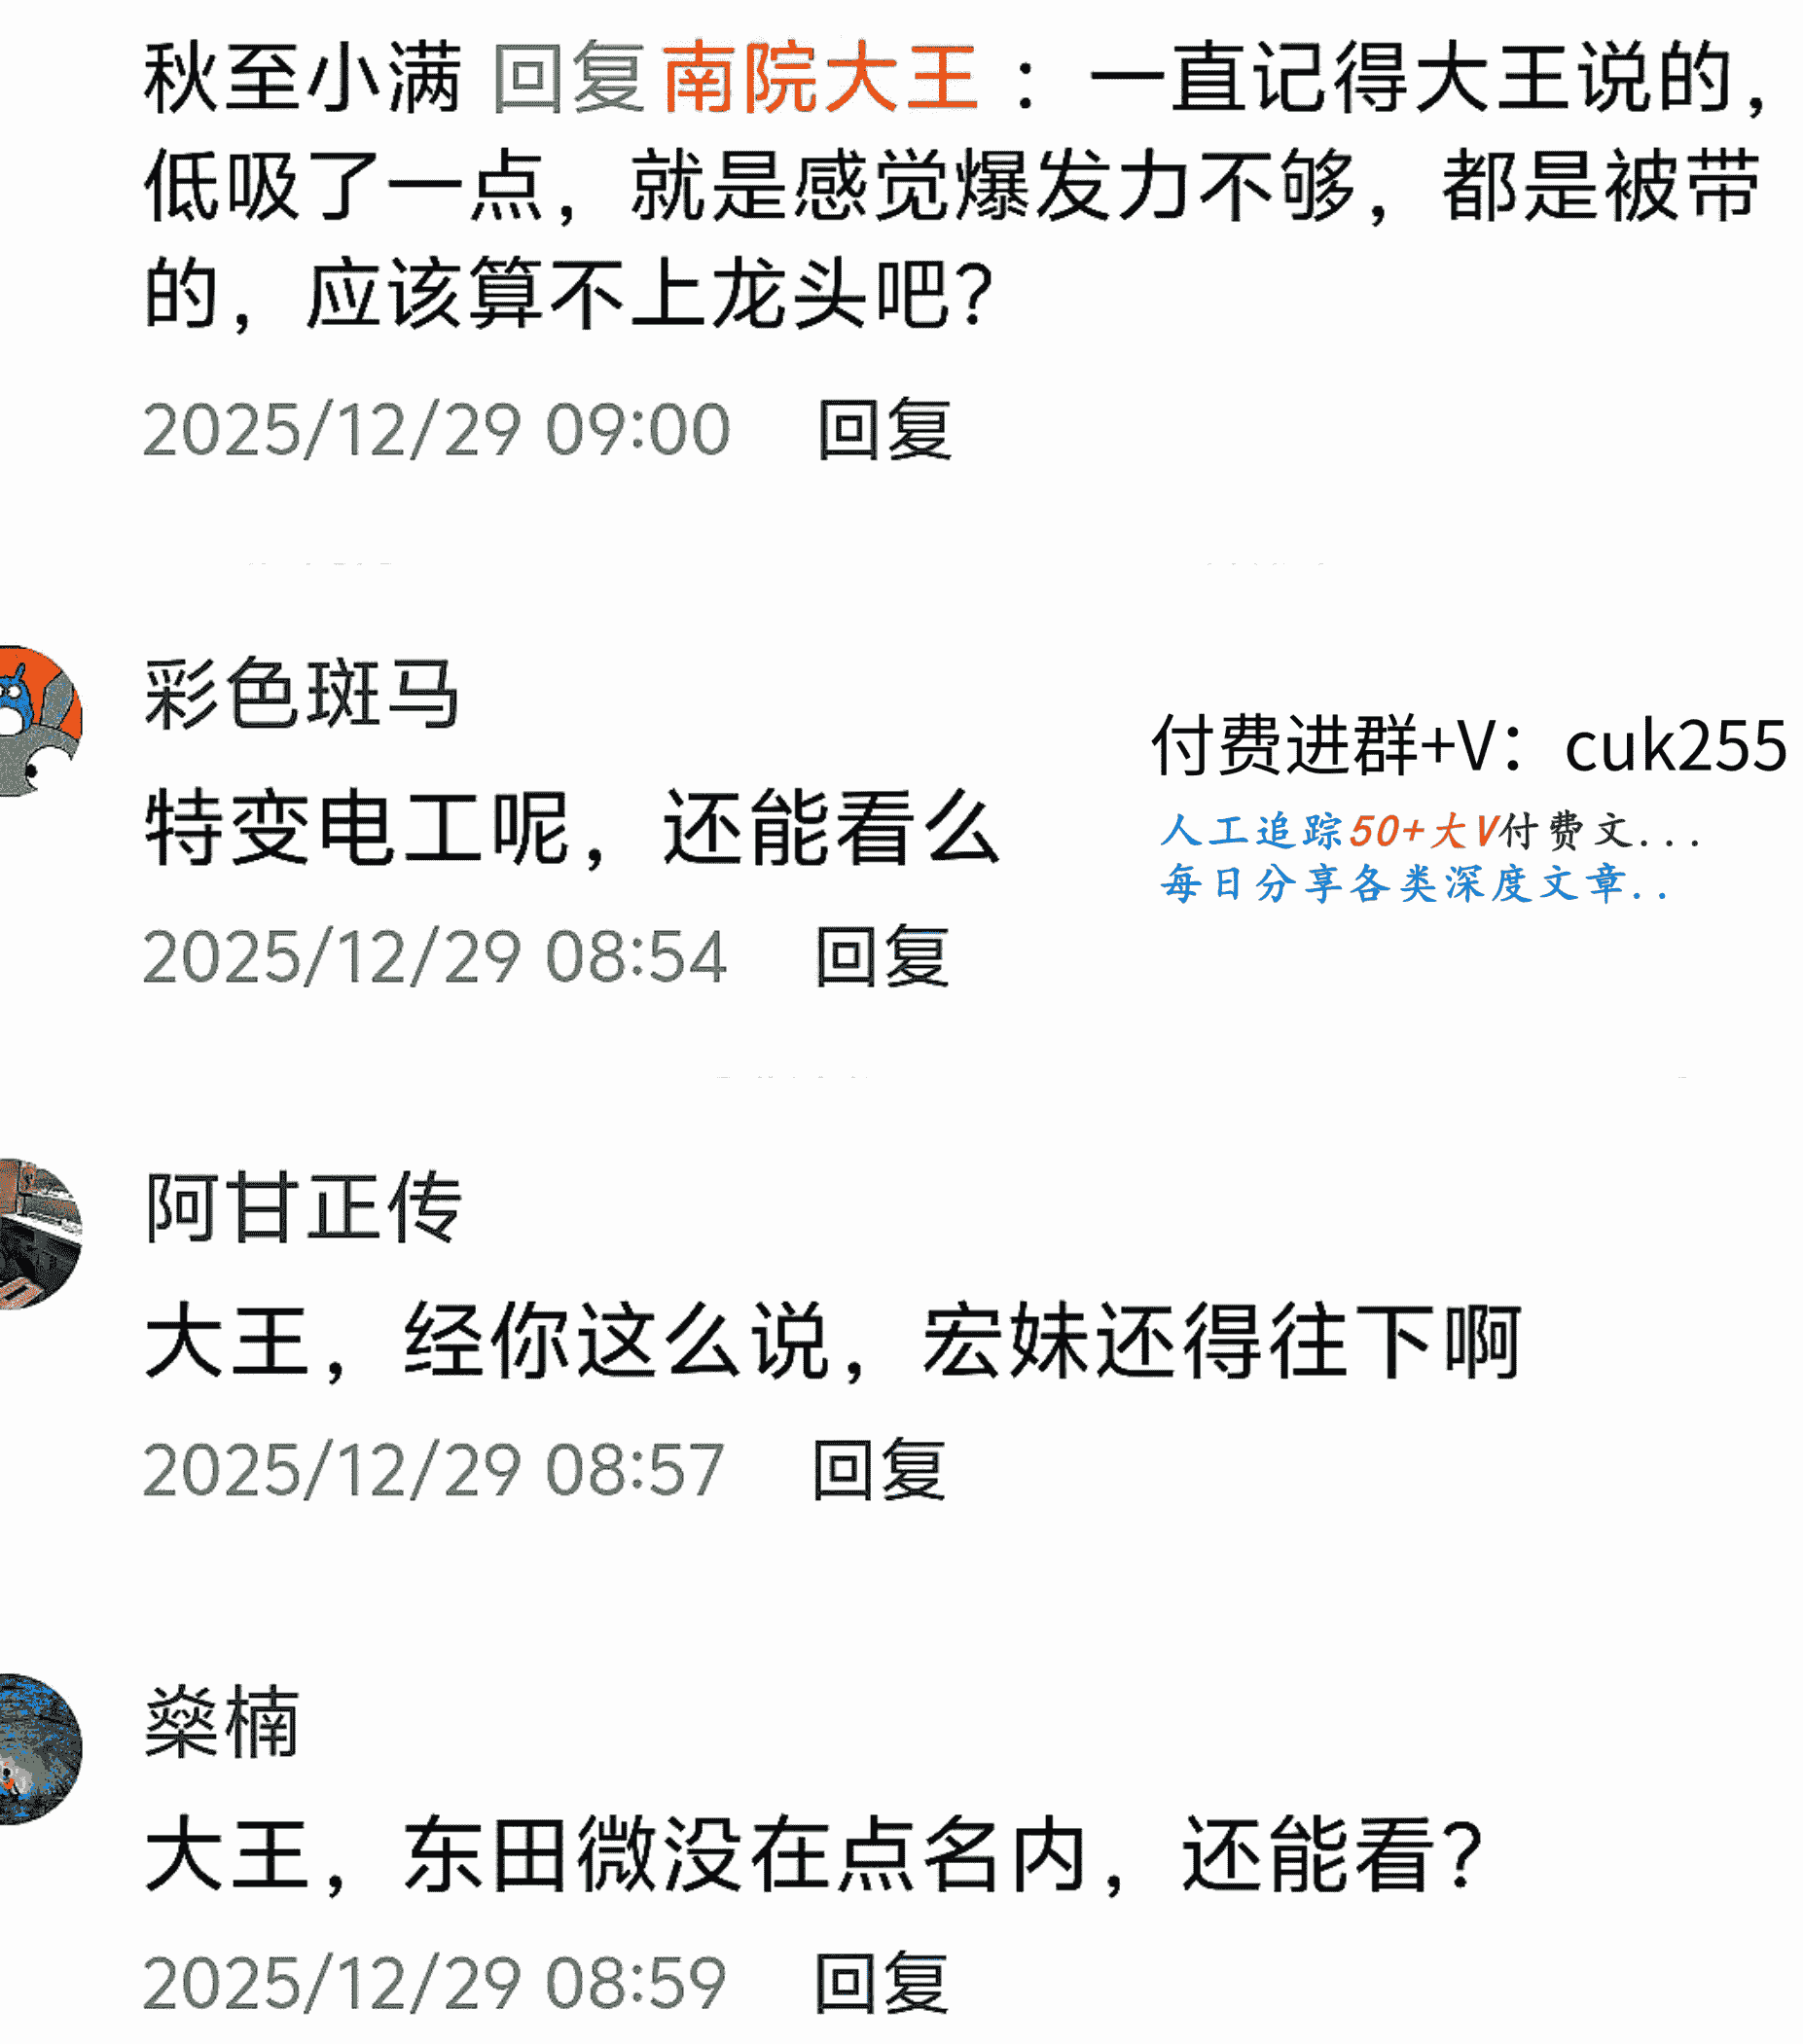 秋至小满 回复 南院大王 ：一直记得大王说的，
低吸了一点，就是感觉爆发力不够，都是被带
的，应该算不上龙头吧？
2025/12/29 09:00 回复
彩色斑马
特变电工呢，还能看么
2025/12/29 08:54 回复
付费进群+V：cuk255
人工追踪50+大V付费文...
每日分享各类深度文章..
阿甘正传
大王，经你这么说，宏妹还得往下啊
2025/12/29 08:57 回复
燊楠
大王，东田微没在点名内，还能看？
2025/12/29 08:59 回复